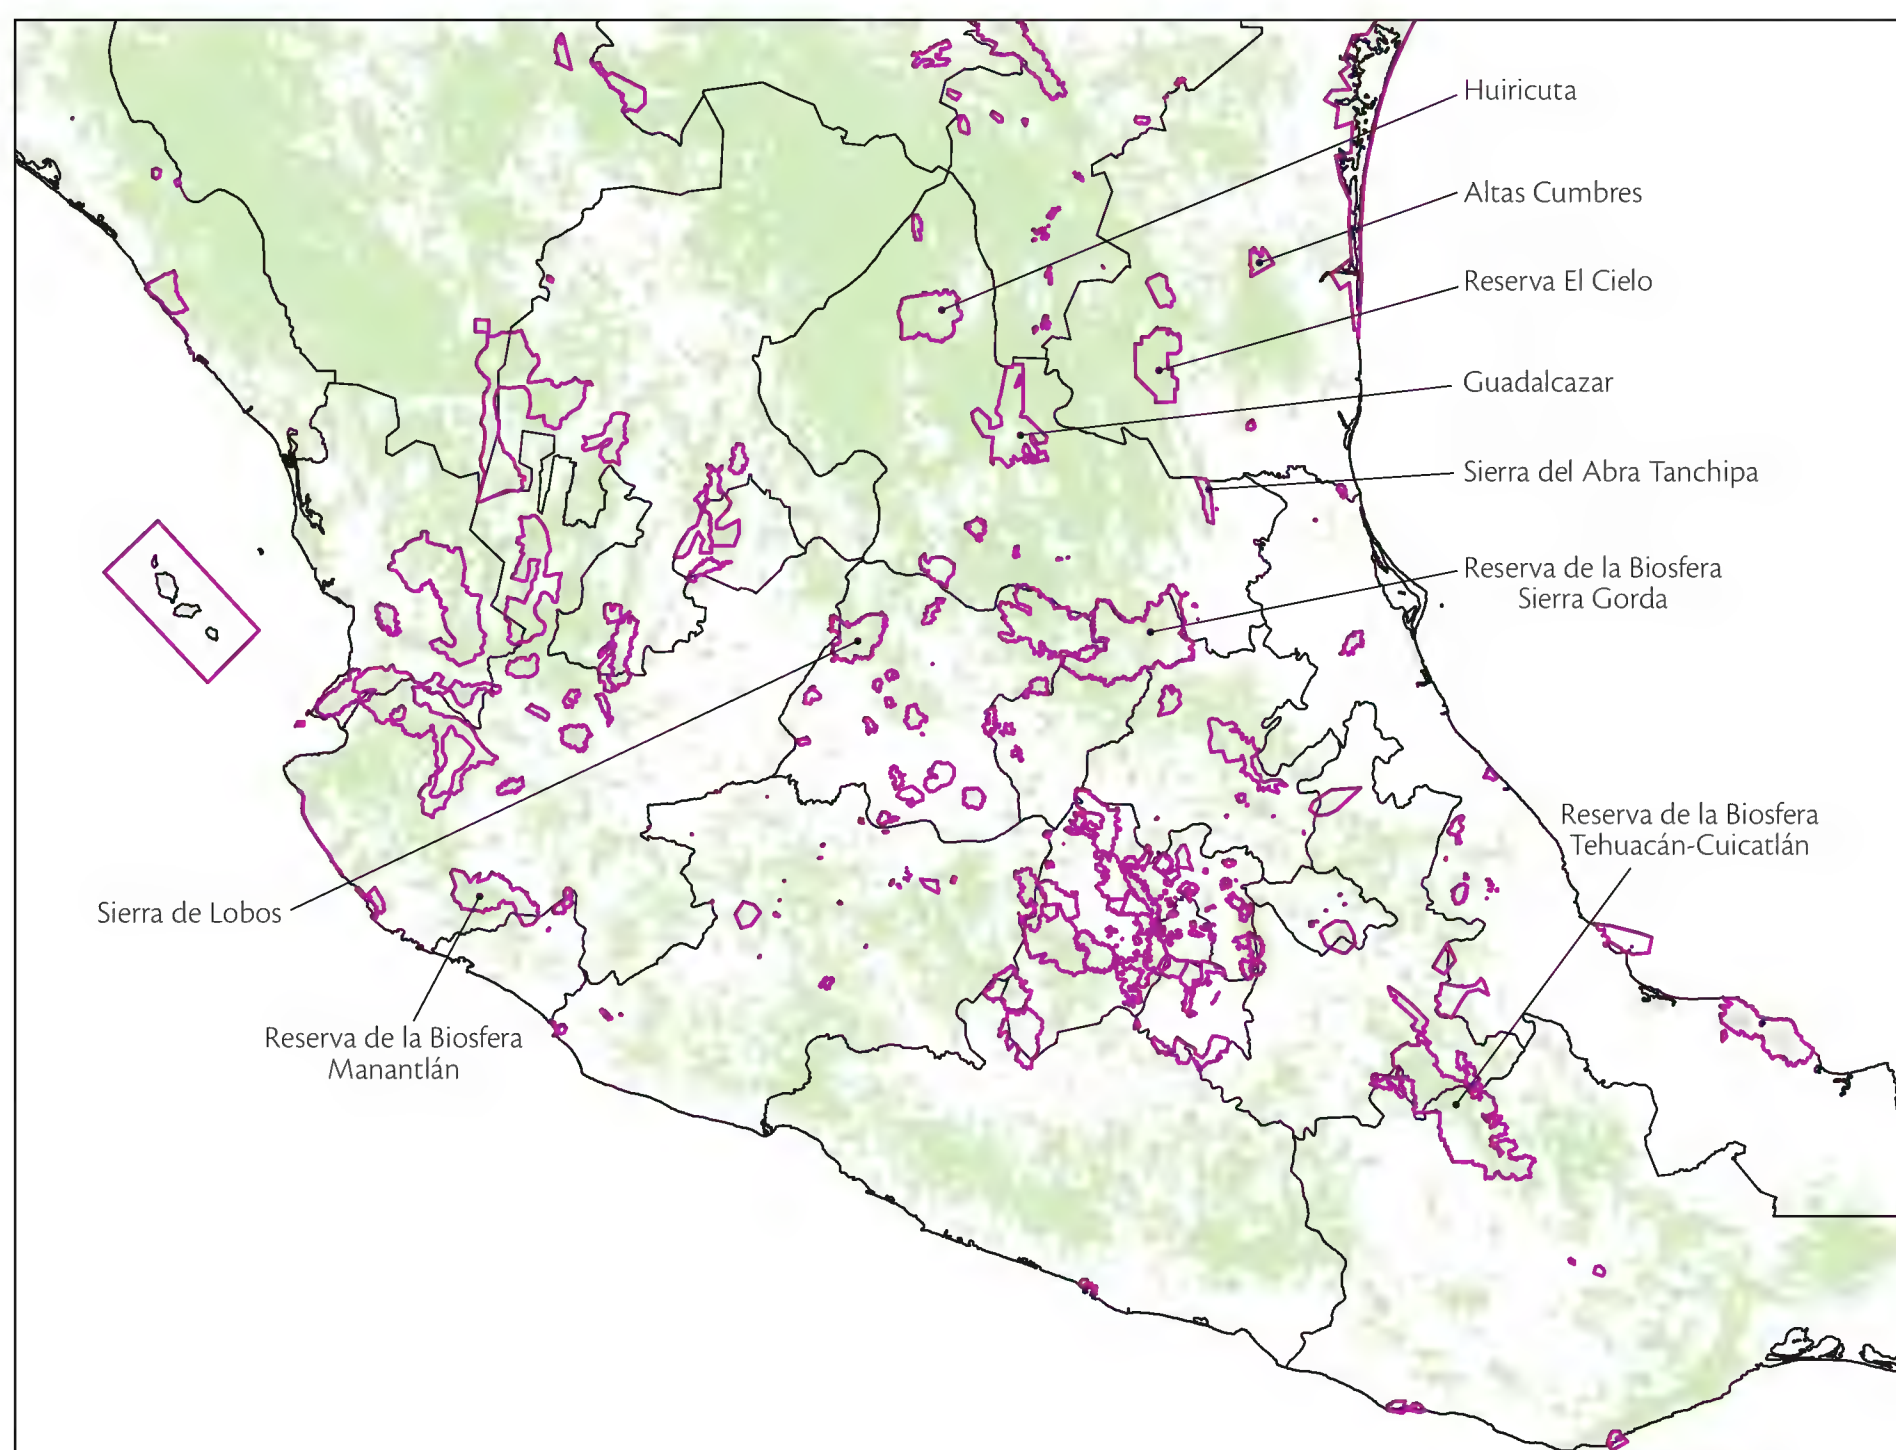 Huiricuta
Altas Cumbres
Reserva El Cielo
Guadalcazar
Sierra del Abra Tanchipa
Reserva de la Biosfera
Sierra Gorda
Reserva de la Biosfera
Tehuacán-Cuicatlán
Sierra de Lobos
Reserva de la Biosfera
Manantlán